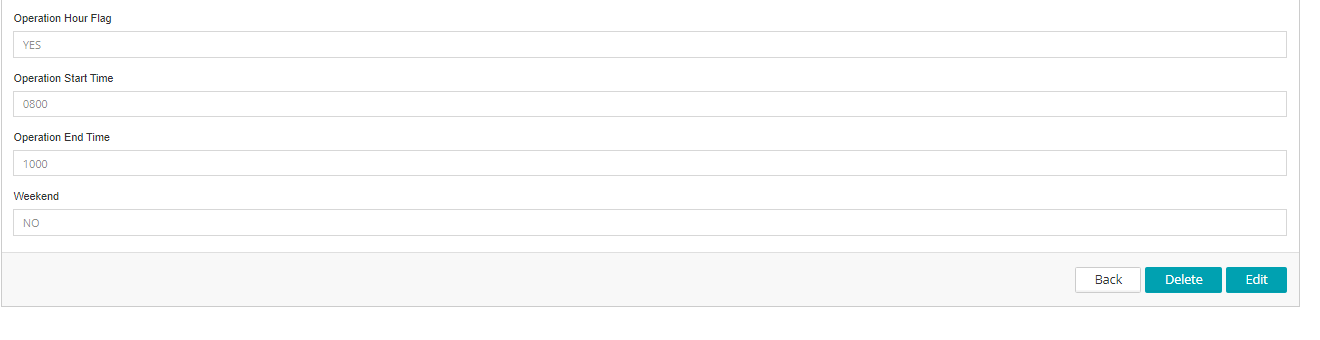 Operation Hour Flag
YES
Operation Start Time
0800
Operation End Time
1000
Weekend
NO
Back Delete Edit